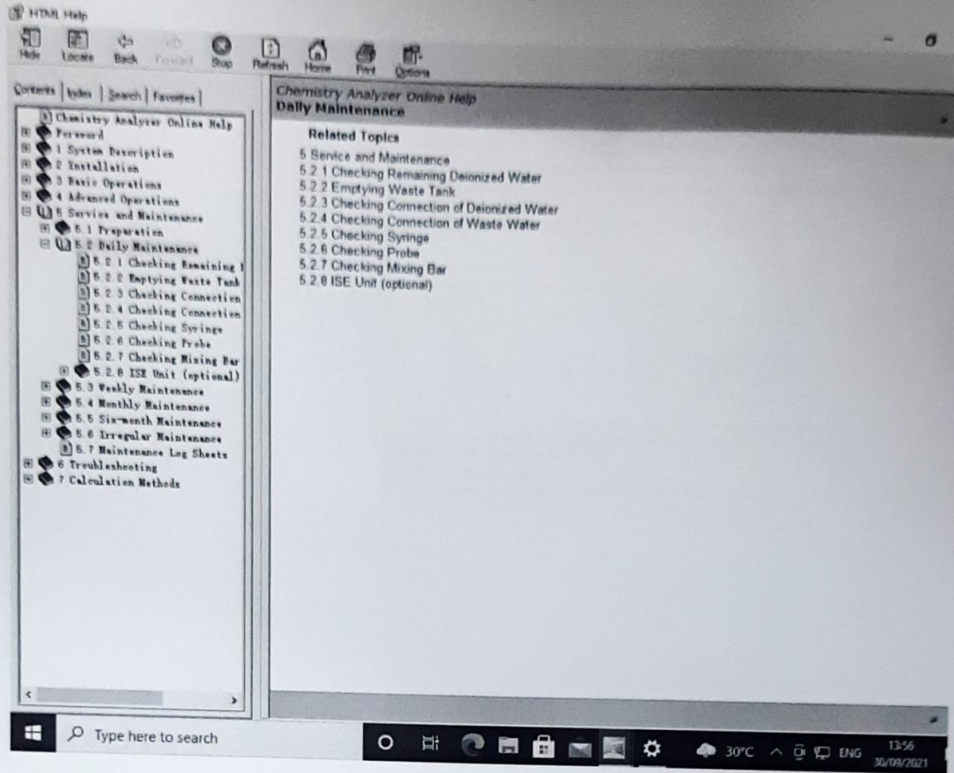 HTML Help
Hide Locate Back Forward Stop Refresh Home Print Options
Contents Index Search Favorites
Chemistry Analyzer Online Help
Foreword
1 System Description
2 Installation
3 Basic Operations
4 Advanced Operations
5 Service and Maintenance
5.1 Preparation
5.2 Daily Maintenance
5.2.1 Checking Remaining
5.2.2 Emptying Waste Tank
5.2.3 Checking Connection
5.2.4 Checking Connection
5.2.5 Checking Syringe
5.2.6 Checking Probe
5.2.7 Checking Mixing Bar
5.2.8 ISE Unit (optional)
5.3 Weekly Maintenance
5.4 Monthly Maintenance
5.5 Six-month Maintenance
5.6 Irregular Maintenance
5.7 Maintenance Log Sheets
6 Troubleshooting
7 Calculation Methods
Chemistry Analyzer Online Help
Daily Maintenance
Related Topics
5 Service and Maintenance
5.2.1 Checking Remaining Deionized Water
5.2.2 Emptying Waste Tank
5.2.3 Checking Connection of Deionized Water
5.2.4 Checking Connection of Waste Water
5.2.5 Checking Syringe
5.2.6 Checking Probe
5.2.7 Checking Mixing Bar
5.2.8 ISE Unit (optional)
Type here to search
30°C ENG
13:56
30/09/2021